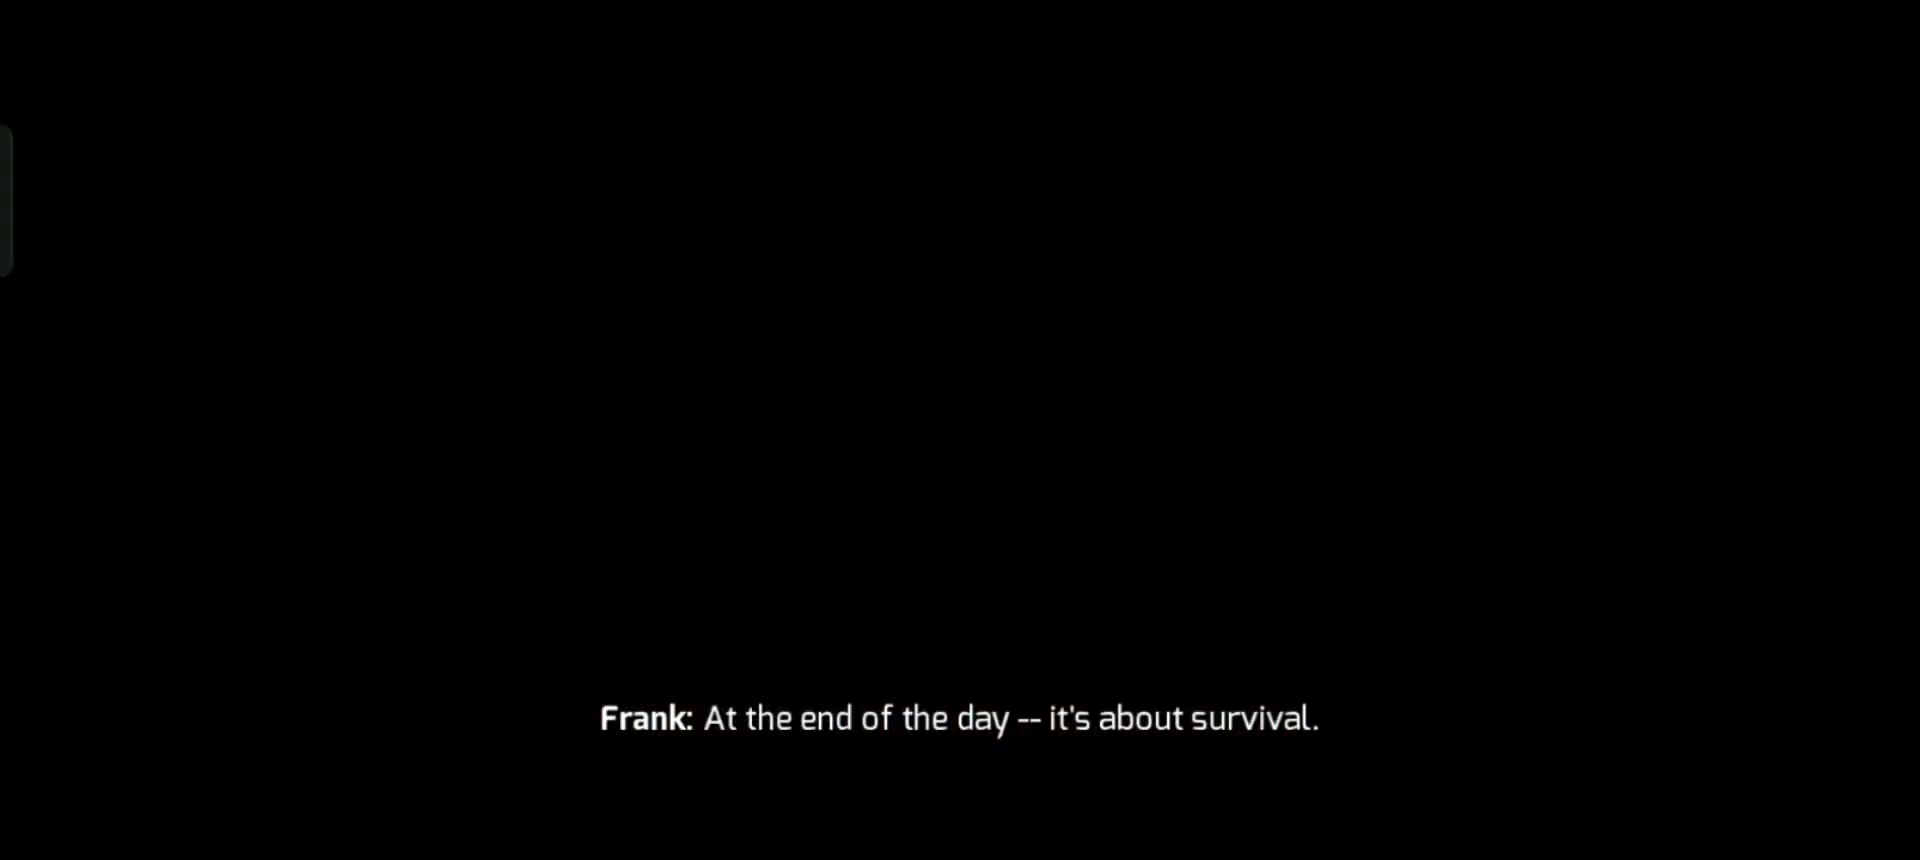 Frank: At the end of the day -- it's about survival.